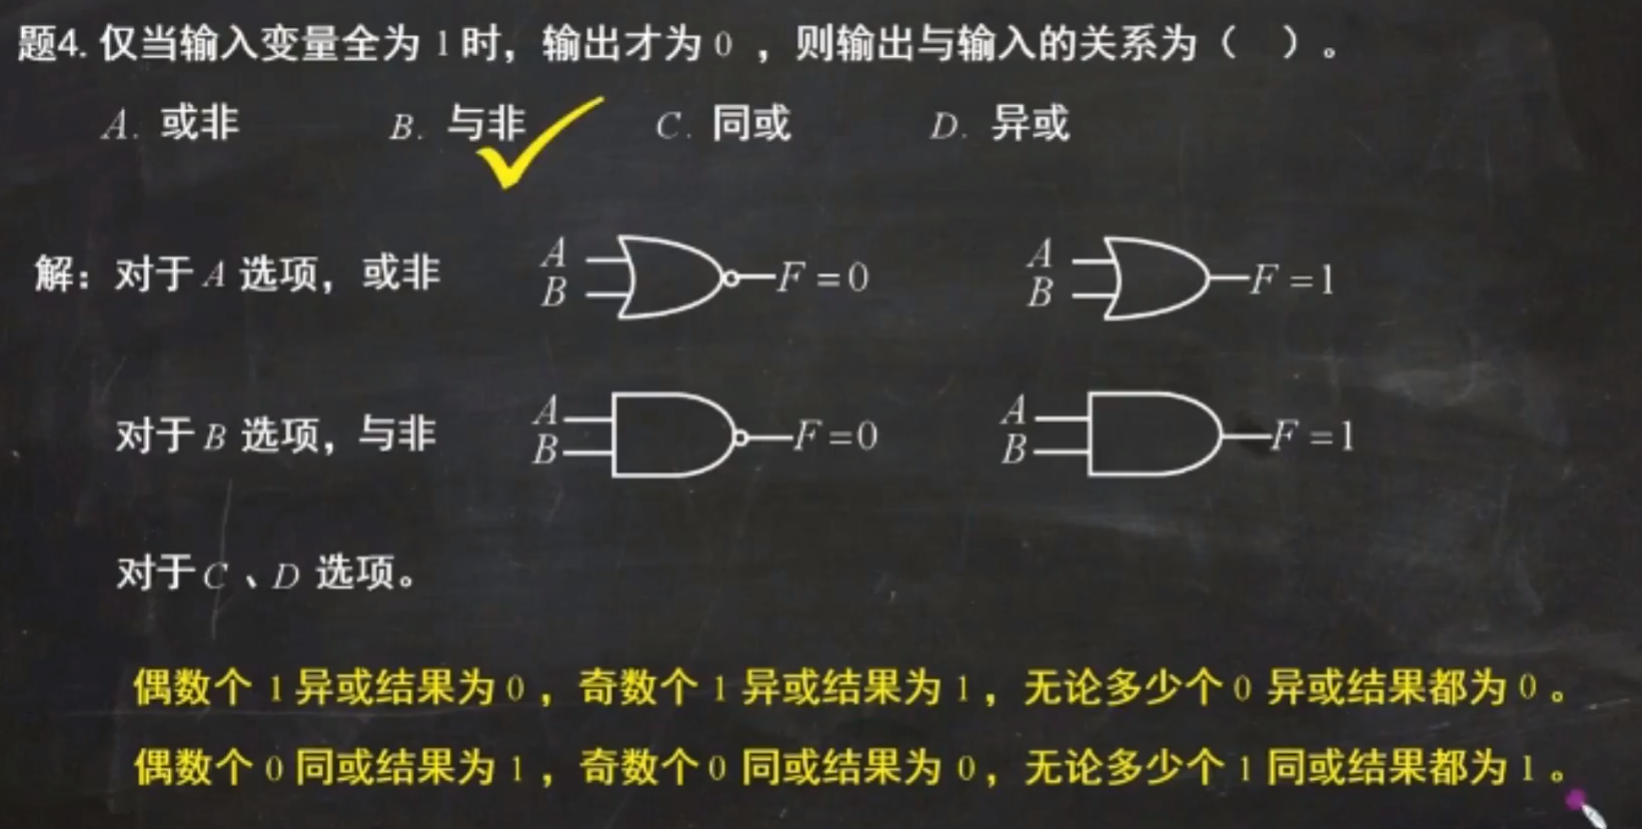 题4. 仅当输入变量全为 1 时，输出才为 0 ，则输出与输入的关系为（　）。
A. 或非　B. 与非　C. 同或　D. 异或
解：对于 A 选项，或非　A B F = 0　A B F = 1
对于 B 选项，与非　A B F = 0　A B F = 1
对于 C 、D 选项。
偶数个 1 异或结果为 0 ，奇数个 1 异或结果为 1 ，无论多少个 0 异或结果都为 0 。
偶数个 0 同或结果为 1 ，奇数个 0 同或结果为 0 ，无论多少个 1 同或结果都为 1 。